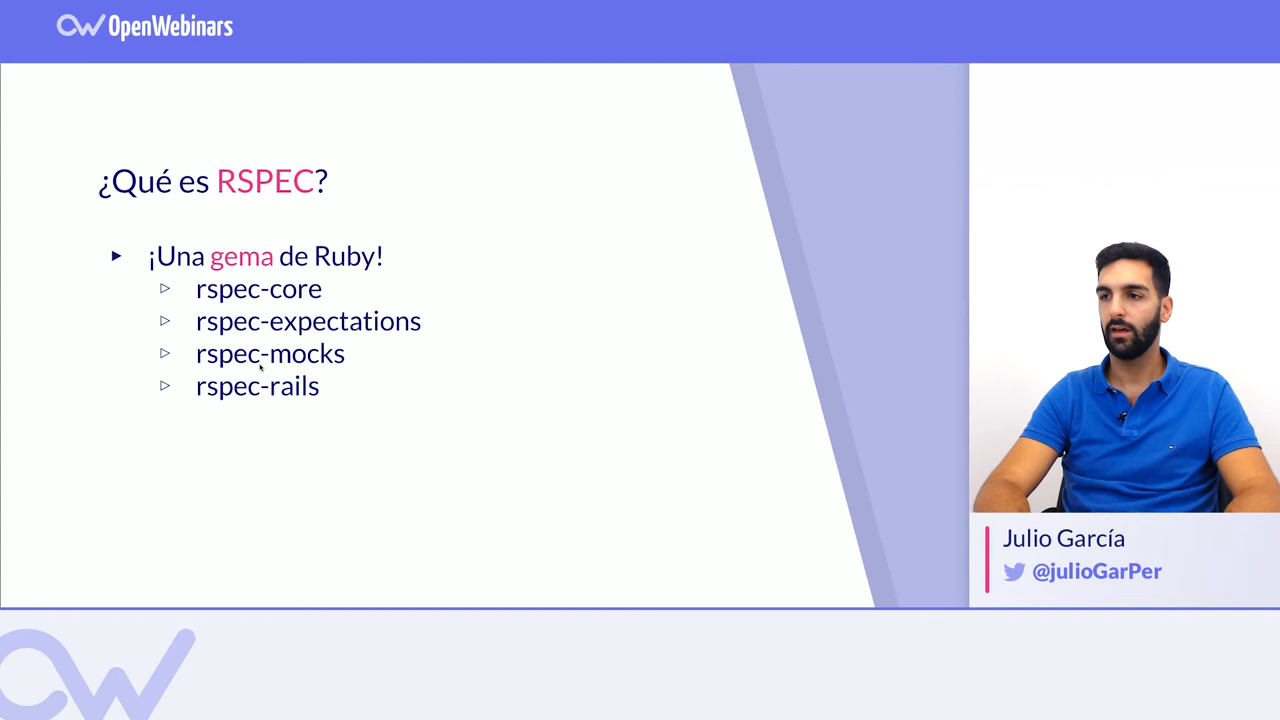 OpenWebinars
¿Qué es RSPEC?
¡Una gema de Ruby!
rspec-core
rspec-expectations
rspec-mocks
rspec-rails
Julio García
@julioGarPer